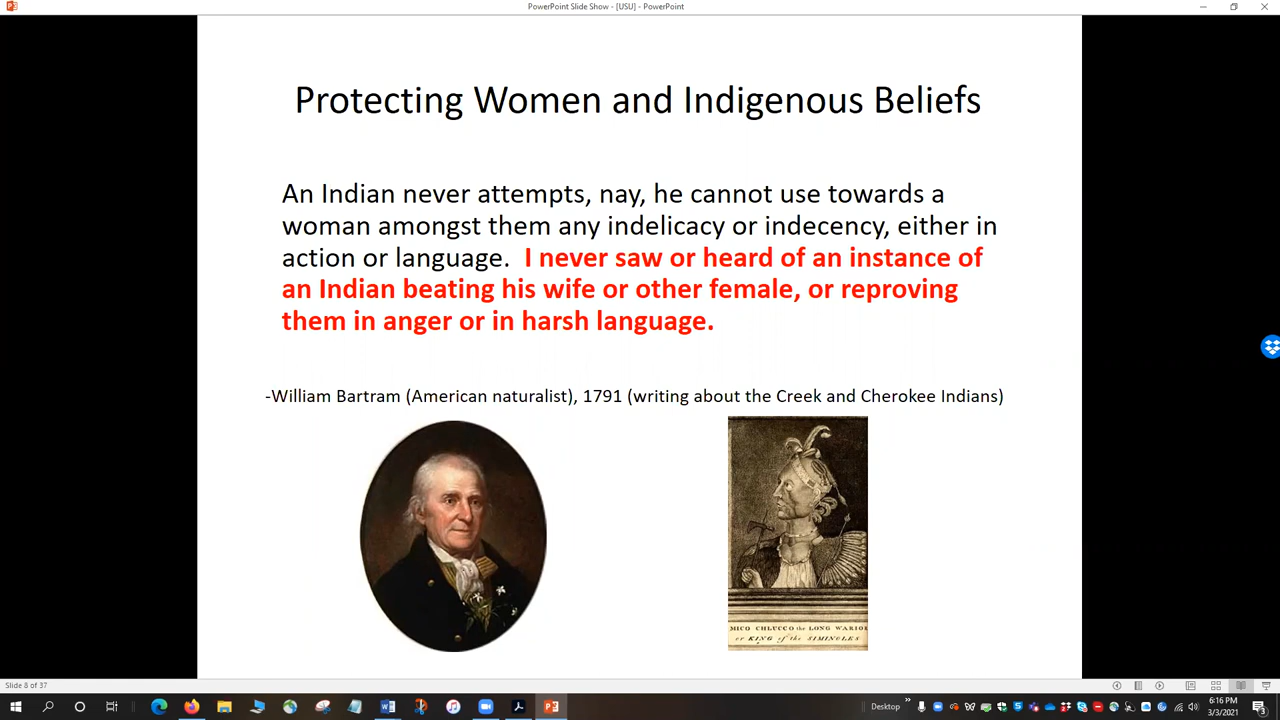 PowerPoint Slide Show - [USU] - PowerPoint
Protecting Women and Indigenous Beliefs
An Indian never attempts, nay, he cannot use towards a
woman amongst them any indelicacy or indecency, either in
action or language. I never saw or heard of an instance of
an Indian beating his wife or other female, or reproving
them in anger or in harsh language.
-William Bartram (American naturalist), 1791 (writing about the Creek and Cherokee Indians)
MICO CHLUCCO the LONG WARIOR
or KING of the SIMINOLES
Slide 8 of 37
Desktop
6:16 PM
3/3/2021